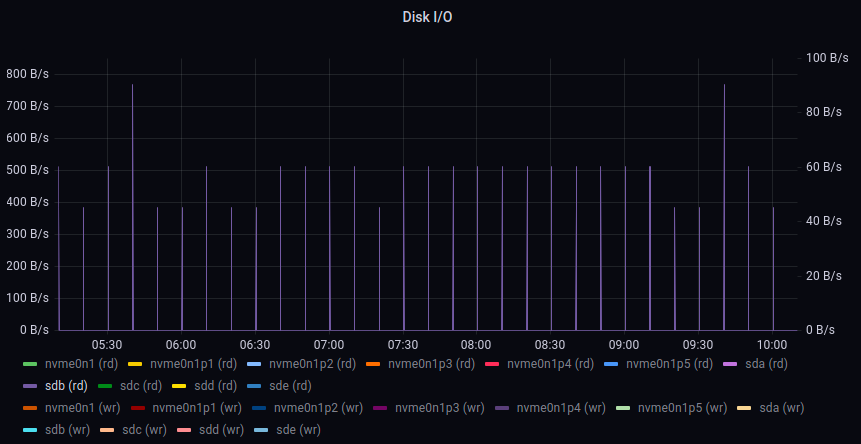 Disk I/O
100 B/s
800 B/s
700 B/s
80 B/s
600 B/s
500 B/s
60 B/s
400 B/s
40 B/s
300 B/s
200 B/s
20 B/s
100 B/s
0 B/s 0 B/s
05:30 06:00 06:30 07:00 07:30 08:00 08:30 09:00 09:30 10:00
nvme0n1 (rd) nvme0n1p1 (rd) nvme0n1p2 (rd) nvme0n1p3 (rd) nvme0n1p4 (rd) nvme0n1p5 (rd) sda (rd)
sdb (rd) sdc (rd) sdd (rd) sde (rd)
nvme0n1 (wr) nvme0n1p1 (wr) nvme0n1p2 (wr) nvme0n1p3 (wr) nvme0n1p4 (wr) nvme0n1p5 (wr) sda (wr)
sdb (wr) sdc (wr) sdd (wr) sde (wr)